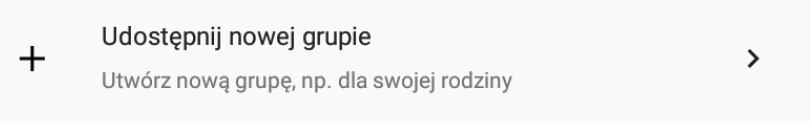 Udostępnij nowej grupie
Utwórz nową grupę, np. dla swojej rodziny